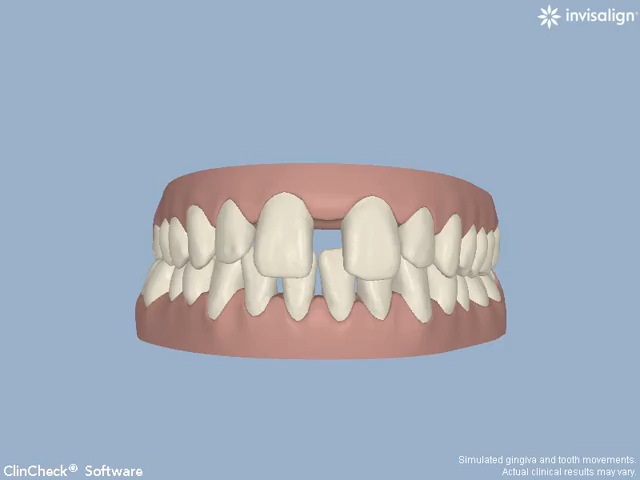 invisalign
Simulated gingiva and tooth movements.
ClinCheck® Software
Actual clinical results may vary.